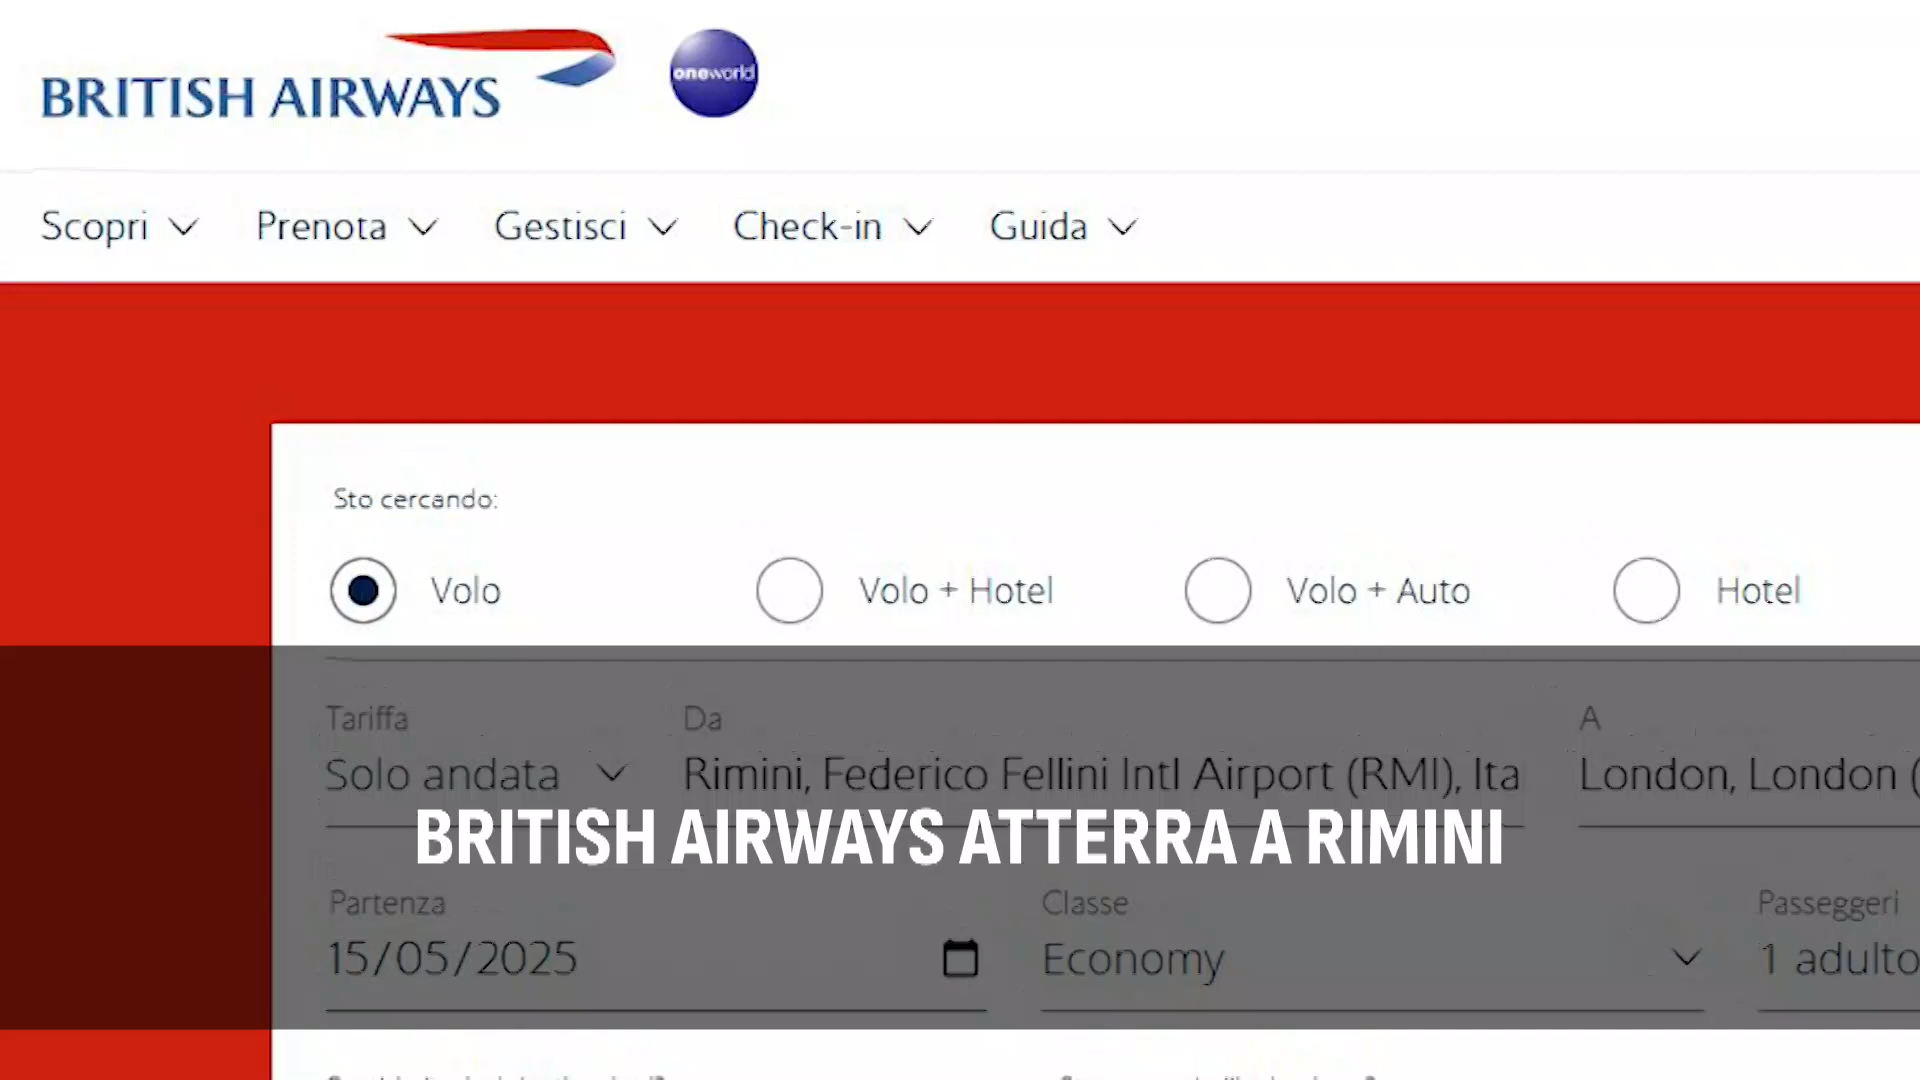 BRITISH AIRWAYS
oneworld
Scopri Prenota Gestisci Check-in Guida
Sto cercando:
Volo Volo + Hotel Volo + Auto Hotel
Tariffa Da A
Solo andata Rimini, Federico Fellini Intl Airport (RMI), Ita London, London (
BRITISH AIRWAYS ATTERRA A RIMINI
Partenza Classe Passeggeri
15/05/2025 Economy 1 adulto